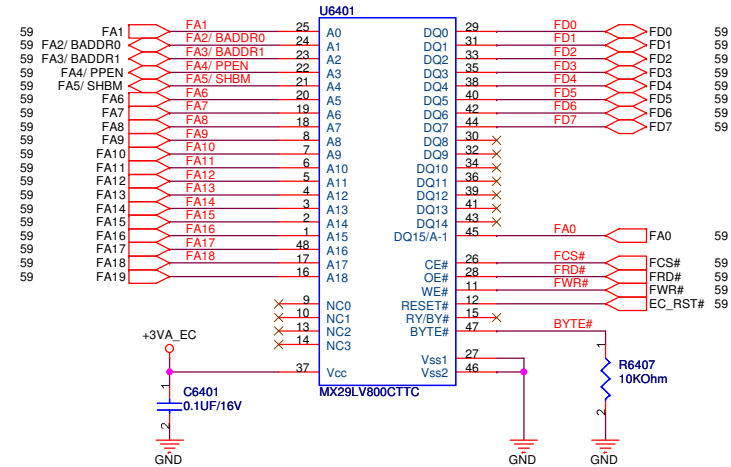 U6401
59 FA1 FA1 25 A0 DQ0 29 FD0 FD0 59
59 FA2/ BADDR0 FA2/ BADDR0 24 A1 DQ1 31 FD1 FD1 59
59 FA3/ BADDR1 FA3/ BADDR1 23 A2 DQ2 33 FD2 FD2 59
59 FA4/ PPEN FA4/ PPEN 22 A3 DQ3 35 FD3 FD3 59
59 FA5/ SHBM FA5/ SHBM 21 A4 DQ4 38 FD4 FD4 59
59 FA6 FA6 20 A5 DQ5 40 FD5 FD5 59
59 FA7 FA7 19 A6 DQ6 42 FD6 FD6 59
59 FA8 FA8 18 A7 DQ7 44 FD7 FD7 59
59 FA9 FA9 8 A8 DQ8 30
59 FA10 FA10 7 A9 DQ9 32
59 FA11 FA11 6 A10 DQ10 34
59 FA12 FA12 5 A11 DQ11 36
59 FA13 FA13 4 A12 DQ12 39
59 FA14 FA14 3 A13 DQ13 41
59 FA15 FA15 2 A14 DQ14 43
59 FA16 FA16 1 A15 DQ15/A-1 45 FA0 FA0 59
59 FA17 FA17 48 A16
59 FA18 FA18 17 A17 CE# 26 FCS# FCS# 59
59 FA19 16 A18 OE# 28 FRD# FRD# 59
WE# 11 FWR# FWR# 59
9 NC0 RESET# 12 EC_RST# 59
10 NC1 RY/BY# 15
13 NC2 BYTE# 47 BYTE#
14 NC3
+3VA_EC
Vss1 27
37 Vcc Vss2 46
1 R6407
10KOhm
2
MX29LV800CTTC
1 C6401
0.1UF/16V
2
GND GND GND